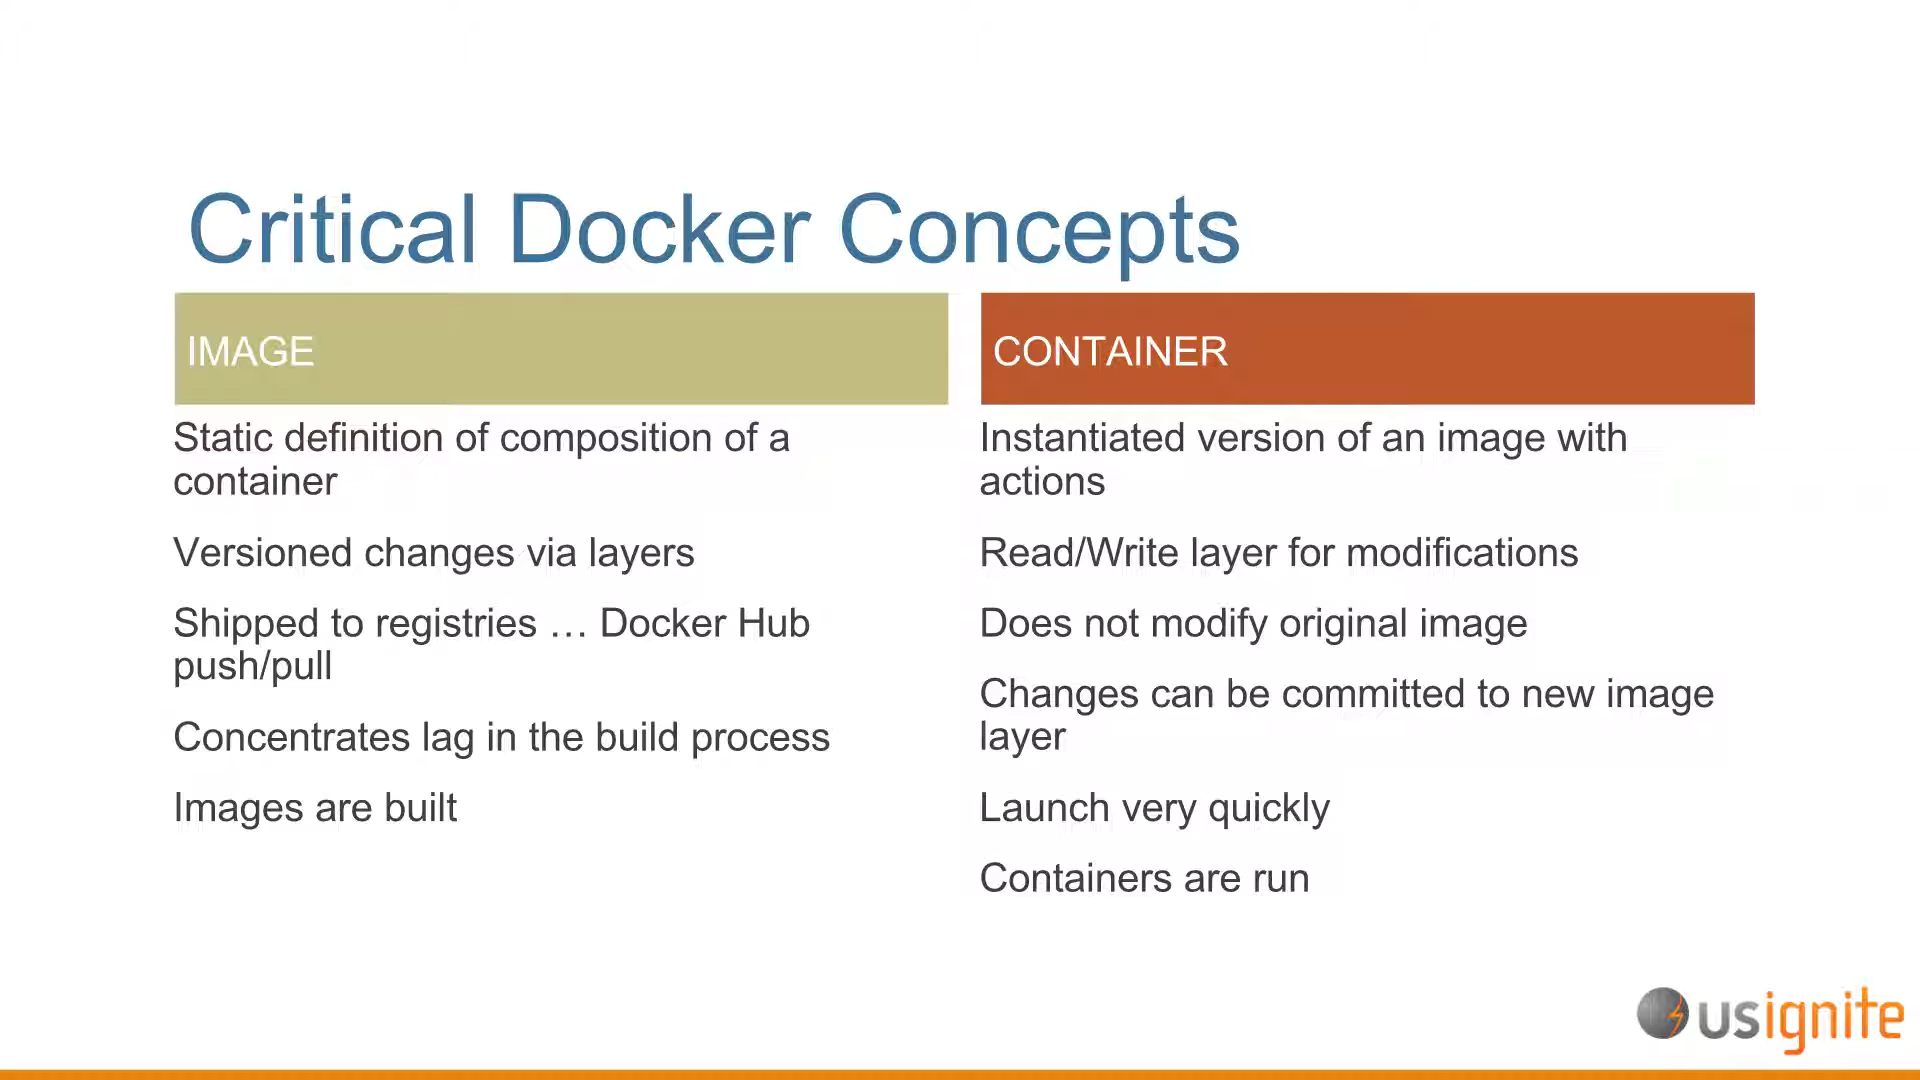 Critical Docker Concepts
IMAGE
Static definition of composition of a
container
Versioned changes via layers
Shipped to registries … Docker Hub
push/pull
Concentrates lag in the build process
Images are built
CONTAINER
Instantiated version of an image with
actions
Read/Write layer for modifications
Does not modify original image
Changes can be committed to new image
layer
Launch very quickly
Containers are run
usignite